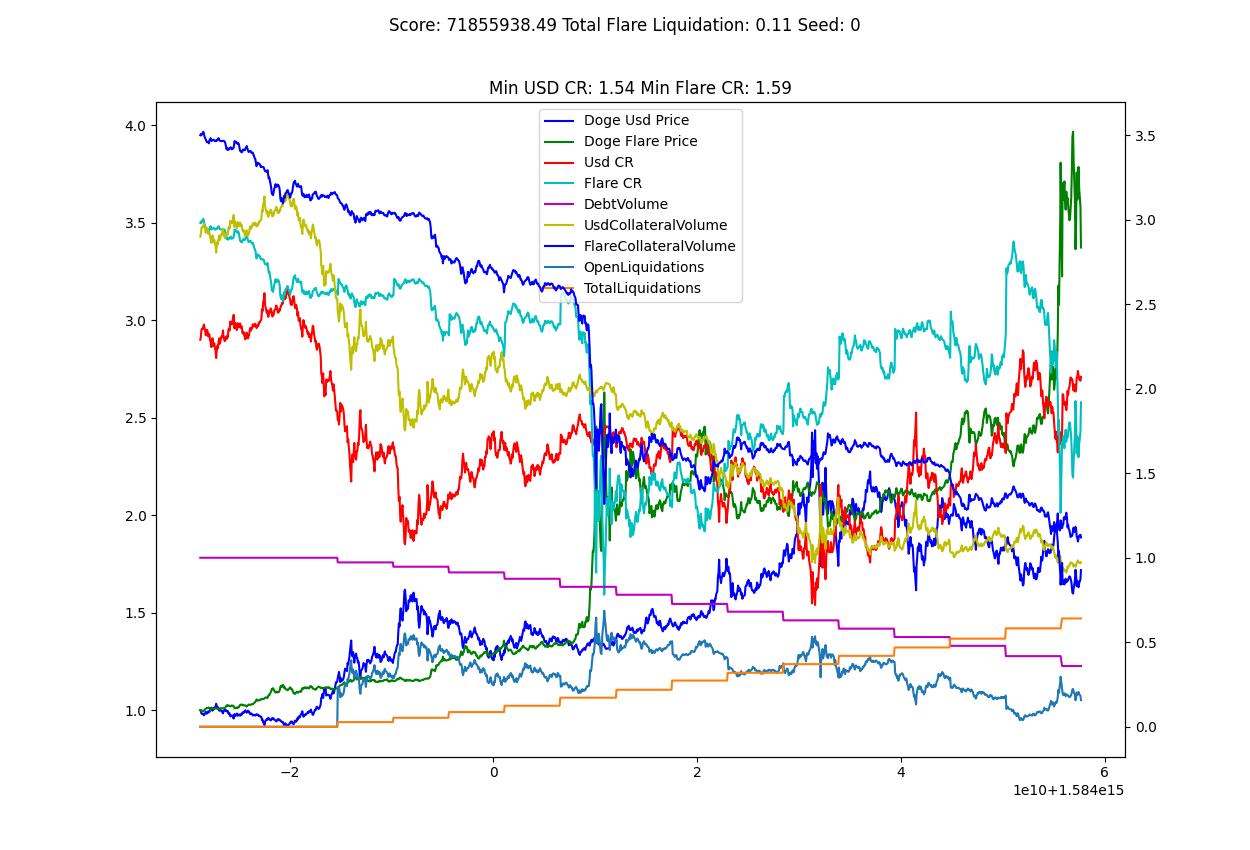 Score: 71855938.49 Total Flare Liquidation: 0.11 Seed: 0
Min USD CR: 1.54 Min Flare CR: 1.59
4.0
3.5
3.0
2.5
2.0
1.5
1.0
3.5
3.0
2.5
2.0
1.5
1.0
0.5
0.0
Doge Usd Price
Doge Flare Price
Usd CR
Flare CR
DebtVolume
UsdCollateralVolume
FlareCollateralVolume
OpenLiquidations
TotalLiquidations
−2 0 2 4 6
1e10+1.584e15